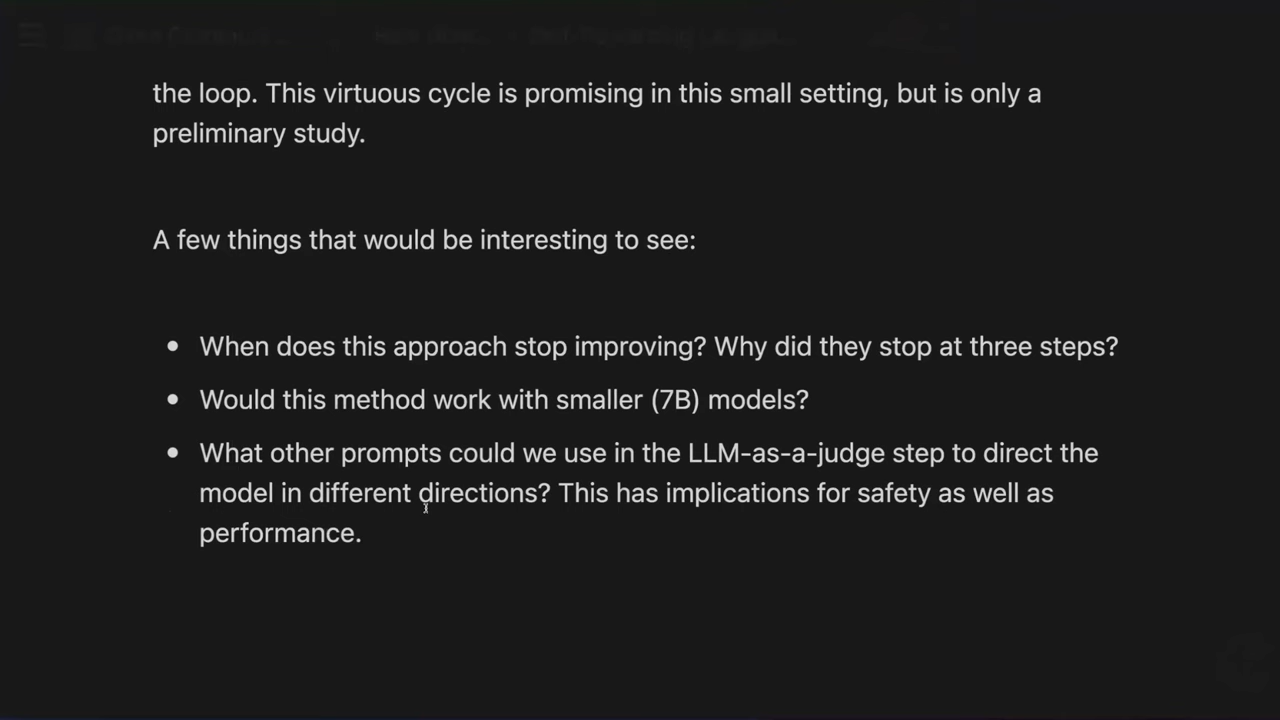 the loop. This virtuous cycle is promising in this small setting, but is only a
preliminary study.
A few things that would be interesting to see:
• When does this approach stop improving? Why did they stop at three steps?
• Would this method work with smaller (7B) models?
• What other prompts could we use in the LLM-as-a-judge step to direct the
model in different directions? This has implications for safety as well as
performance.